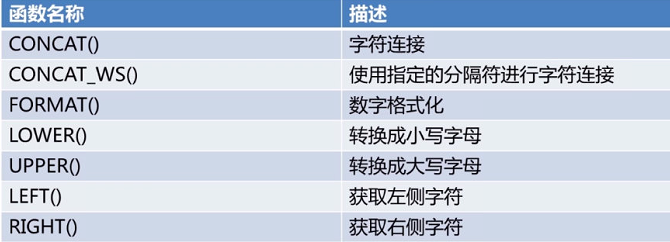 函数名称 描述
CONCAT() 字符连接
CONCAT_WS() 使用指定的分隔符进行字符连接
FORMAT() 数字格式化
LOWER() 转换成小写字母
UPPER() 转换成大写字母
LEFT() 获取左侧字符
RIGHT() 获取右侧字符